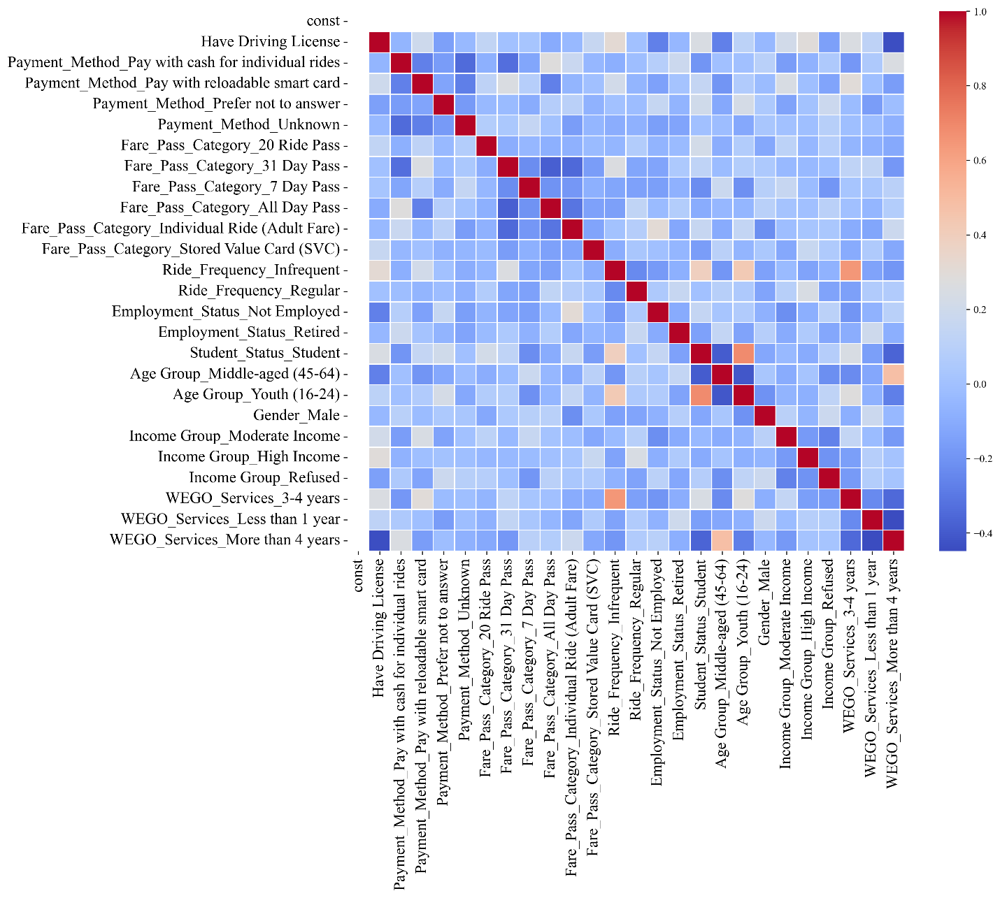 const
Have Driving License
Payment_Method_Pay with cash for individual rides
Payment_Method_Pay with reloadable smart card
Payment_Method_Prefer not to answer
Payment_Method_Unknown
Fare_Pass_Category_20 Ride Pass
Fare_Pass_Category_31 Day Pass
Fare_Pass_Category_7 Day Pass
Fare_Pass_Category_All Day Pass
Fare_Pass_Category_Individual Ride (Adult Fare)
Fare_Pass_Category_Stored Value Card (SVC)
Ride_Frequency_Infrequent
Ride_Frequency_Regular
Employment_Status_Not Employed
Employment_Status_Retired
Student_Status_Student
Age Group_Middle-aged (45-64)
Age Group_Youth (16-24)
Gender_Male
Income Group_Moderate Income
Income Group_High Income
Income Group_Refused
WEGO_Services_3-4 years
WEGO_Services_Less than 1 year
WEGO_Services_More than 4 years
const
Have Driving License
Payment_Method_Pay with cash for individual rides
Payment_Method_Pay with reloadable smart card
Payment_Method_Prefer not to answer
Payment_Method_Unknown
Fare_Pass_Category_20 Ride Pass
Fare_Pass_Category_31 Day Pass
Fare_Pass_Category_7 Day Pass
Fare_Pass_Category_All Day Pass
Fare_Pass_Category_Individual Ride (Adult Fare)
Fare_Pass_Category_Stored Value Card (SVC)
Ride_Frequency_Infrequent
Ride_Frequency_Regular
Employment_Status_Not Employed
Employment_Status_Retired
Student_Status_Student
Age Group_Middle-aged (45-64)
Age Group_Youth (16-24)
Gender_Male
Income Group_Moderate Income
Income Group_High Income
Income Group_Refused
WEGO_Services_3-4 years
WEGO_Services_Less than 1 year
WEGO_Services_More than 4 years
1.0
0.8
0.6
0.4
0.2
0.0
−0.2
−0.4